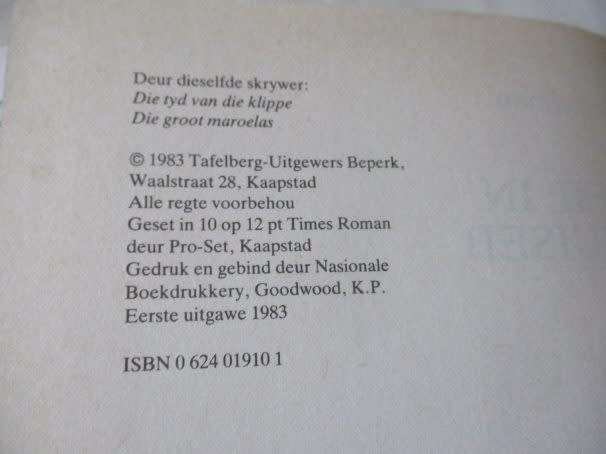 Deur dieselfde skrywer:
Die tyd van die klippe
Die groot maroelas
© 1983 Tafelberg-Uitgewers Beperk,
Waalstraat 28, Kaapstad
Alle regte voorbehou
Geset in 10 op 12 pt Times Roman
deur Pro-Set, Kaapstad
Gedruk en gebind deur Nasionale
Boekdrukkery, Goodwood, K.P.
Eerste uitgawe 1983
ISBN 0 624 01910 1